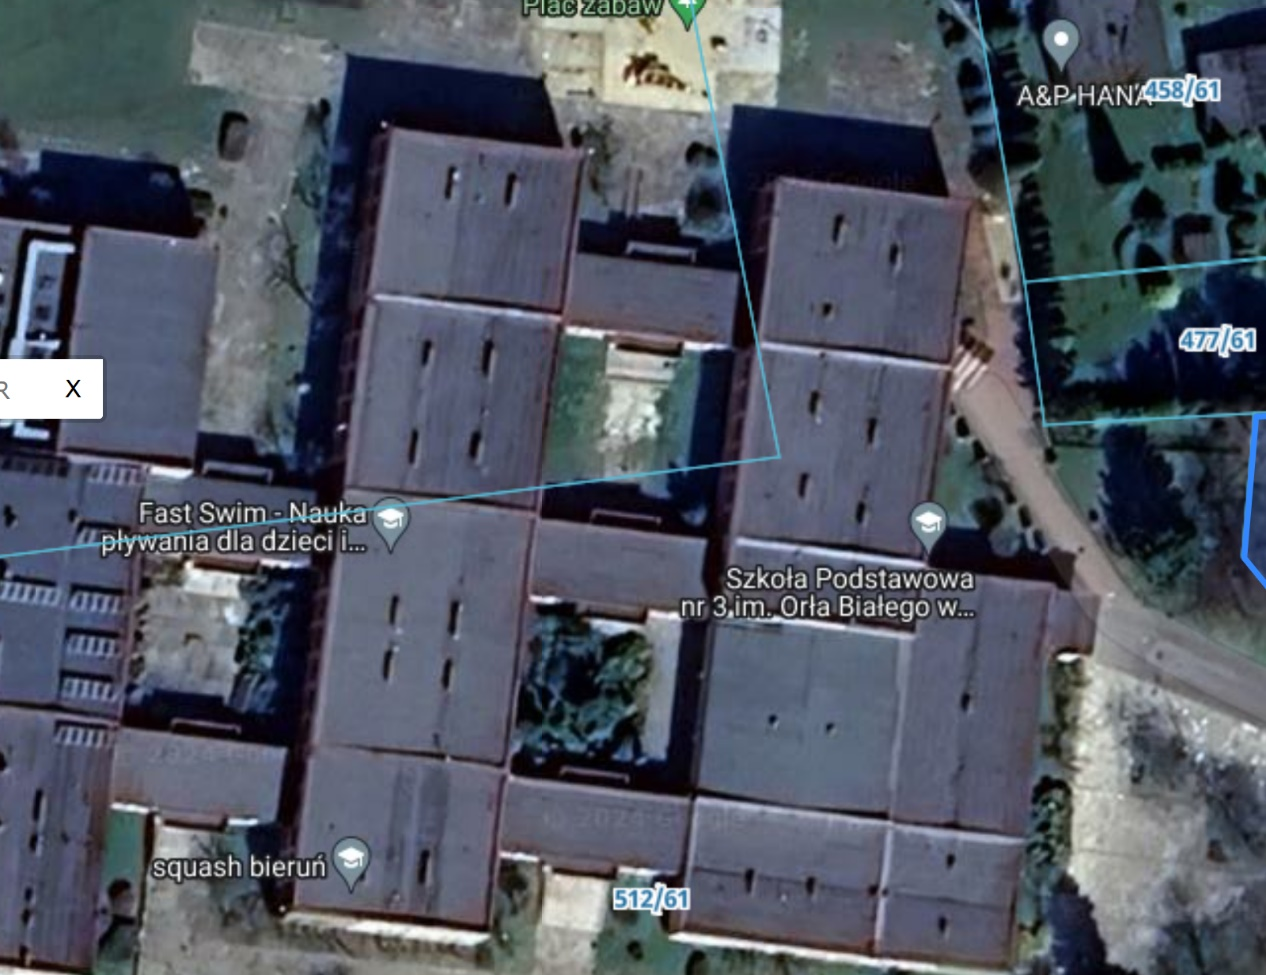 Plac zabaw
A&P HANA
458/61
477/61
R
X
Fast Swim - Nauka
pływania dla dzieci i...
Szkoła Podstawowa
nr 3 im. Orła Białego w...
squash bieruń
512/61